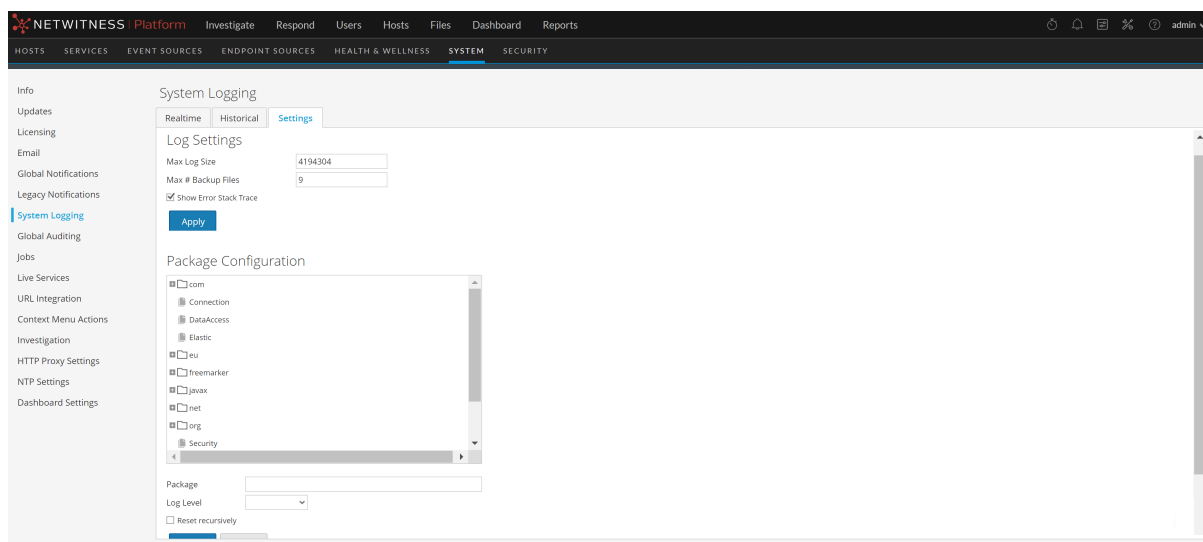 NETWITNESS Platform Investigate Respond Users Hosts Files Dashboard Reports admin
HOSTS SERVICES EVENT SOURCES ENDPOINT SOURCES HEALTH & WELLNESS SYSTEM SECURITY
Info
Updates
Licensing
Email
Global Notifications
Legacy Notifications
System Logging
Global Auditing
Jobs
Live Services
URL Integration
Context Menu Actions
Investigation
HTTP Proxy Settings
NTP Settings
Dashboard Settings
System Logging
Realtime Historical Settings
Log Settings
Max Log Size 4194304
Max # Backup Files 9
Show Error Stack Trace
Apply
Package Configuration
com
Connection
DataAccess
Elastic
eu
freemarker
javax
net
org
Security
Package
Log Level
Reset recursively